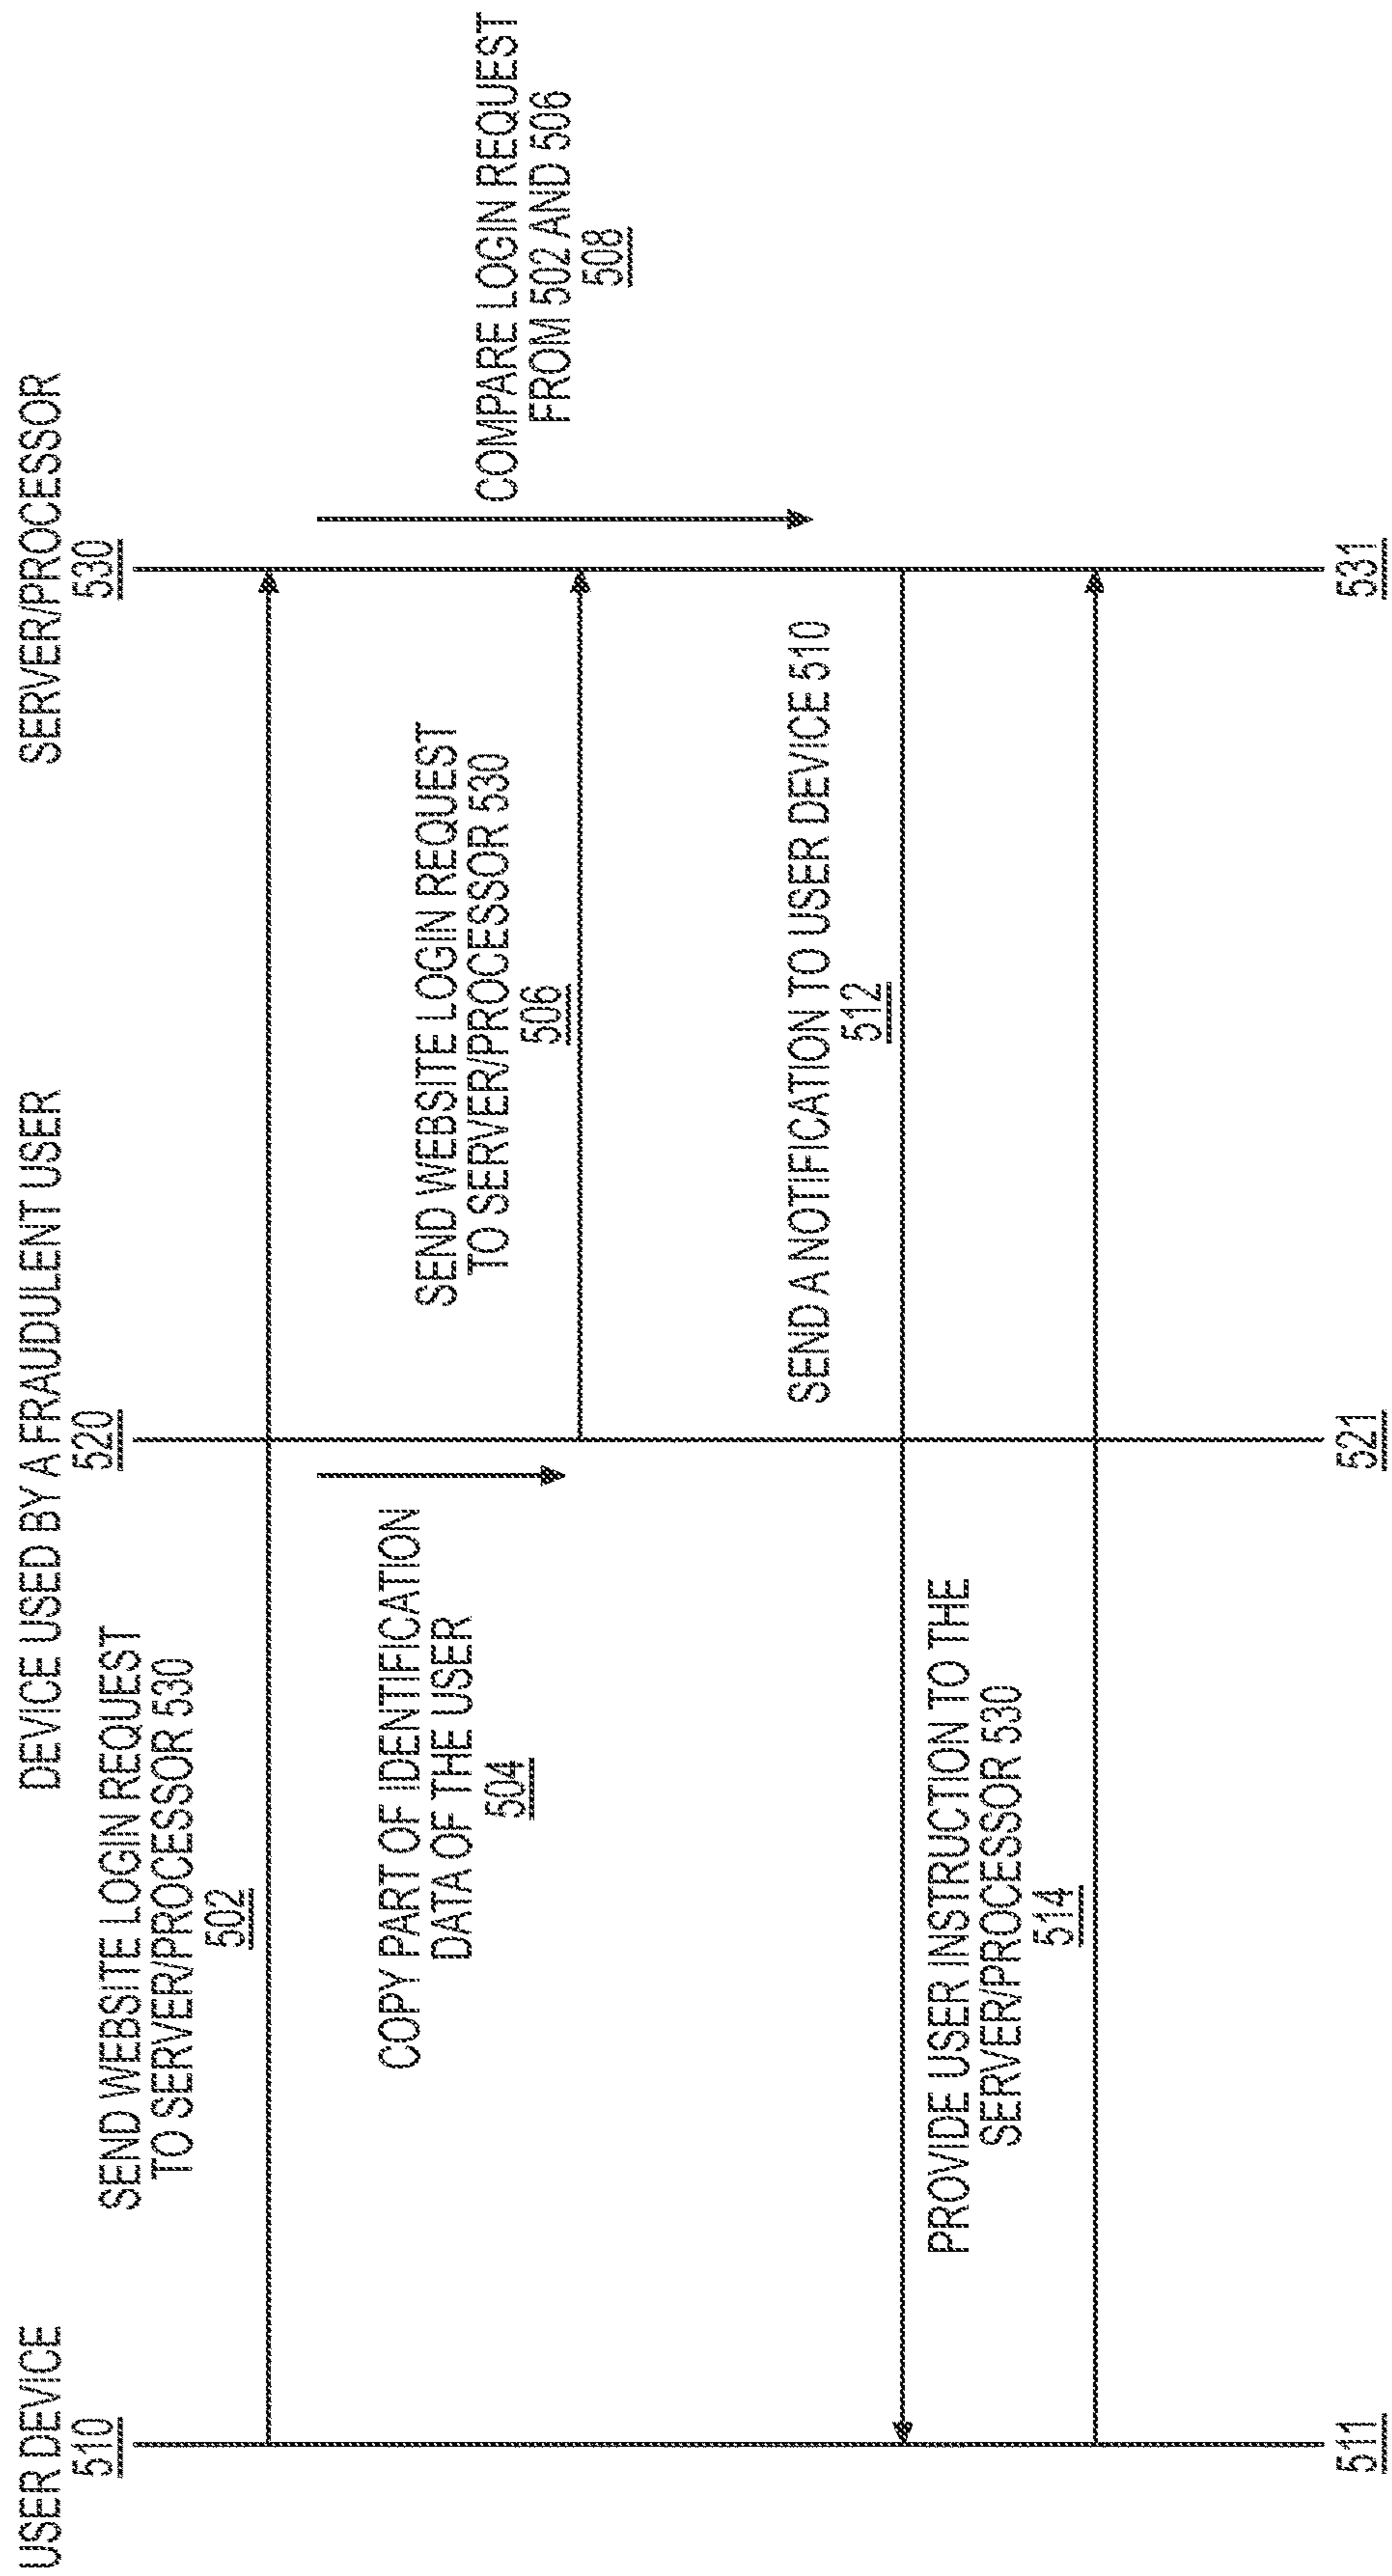 USER DEVICE
510
DEVICE USED BY A FRAUDULENT USER
520
SERVER/PROCESSOR
530
SEND WEBSITE LOGIN REQUEST
TO SERVER/PROCESSOR 530
502
COPY PART OF IDENTIFICATION
DATA OF THE USER
504
SEND WEBSITE LOGIN REQUEST
TO SERVER/PROCESSOR 530
506
COMPARE LOGIN REQUEST
FROM 502 AND 506
508
SEND A NOTIFICATION TO USER DEVICE 510
512
PROVIDE USER INSTRUCTION TO THE
SERVER/PROCESSOR 530
514
511
521
531